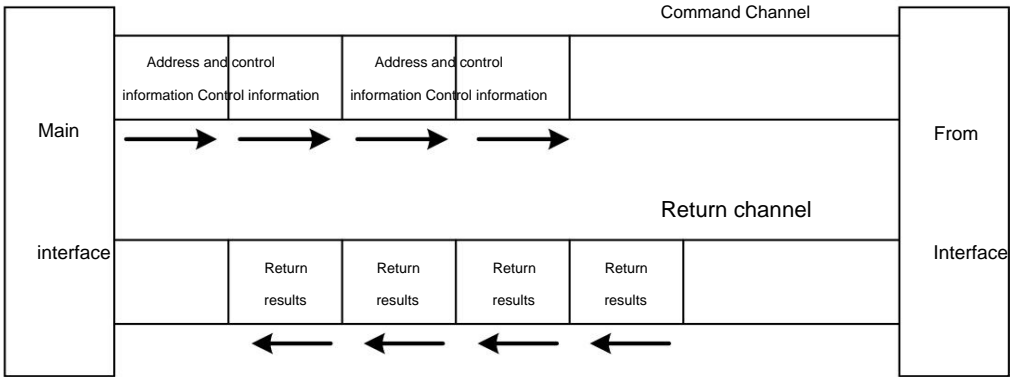 Command Channel
Address and control
information Control information
Address and control
information Control information
Main
interface
From
Interface
Return channel
Return
results
Return
results
Return
results
Return
results